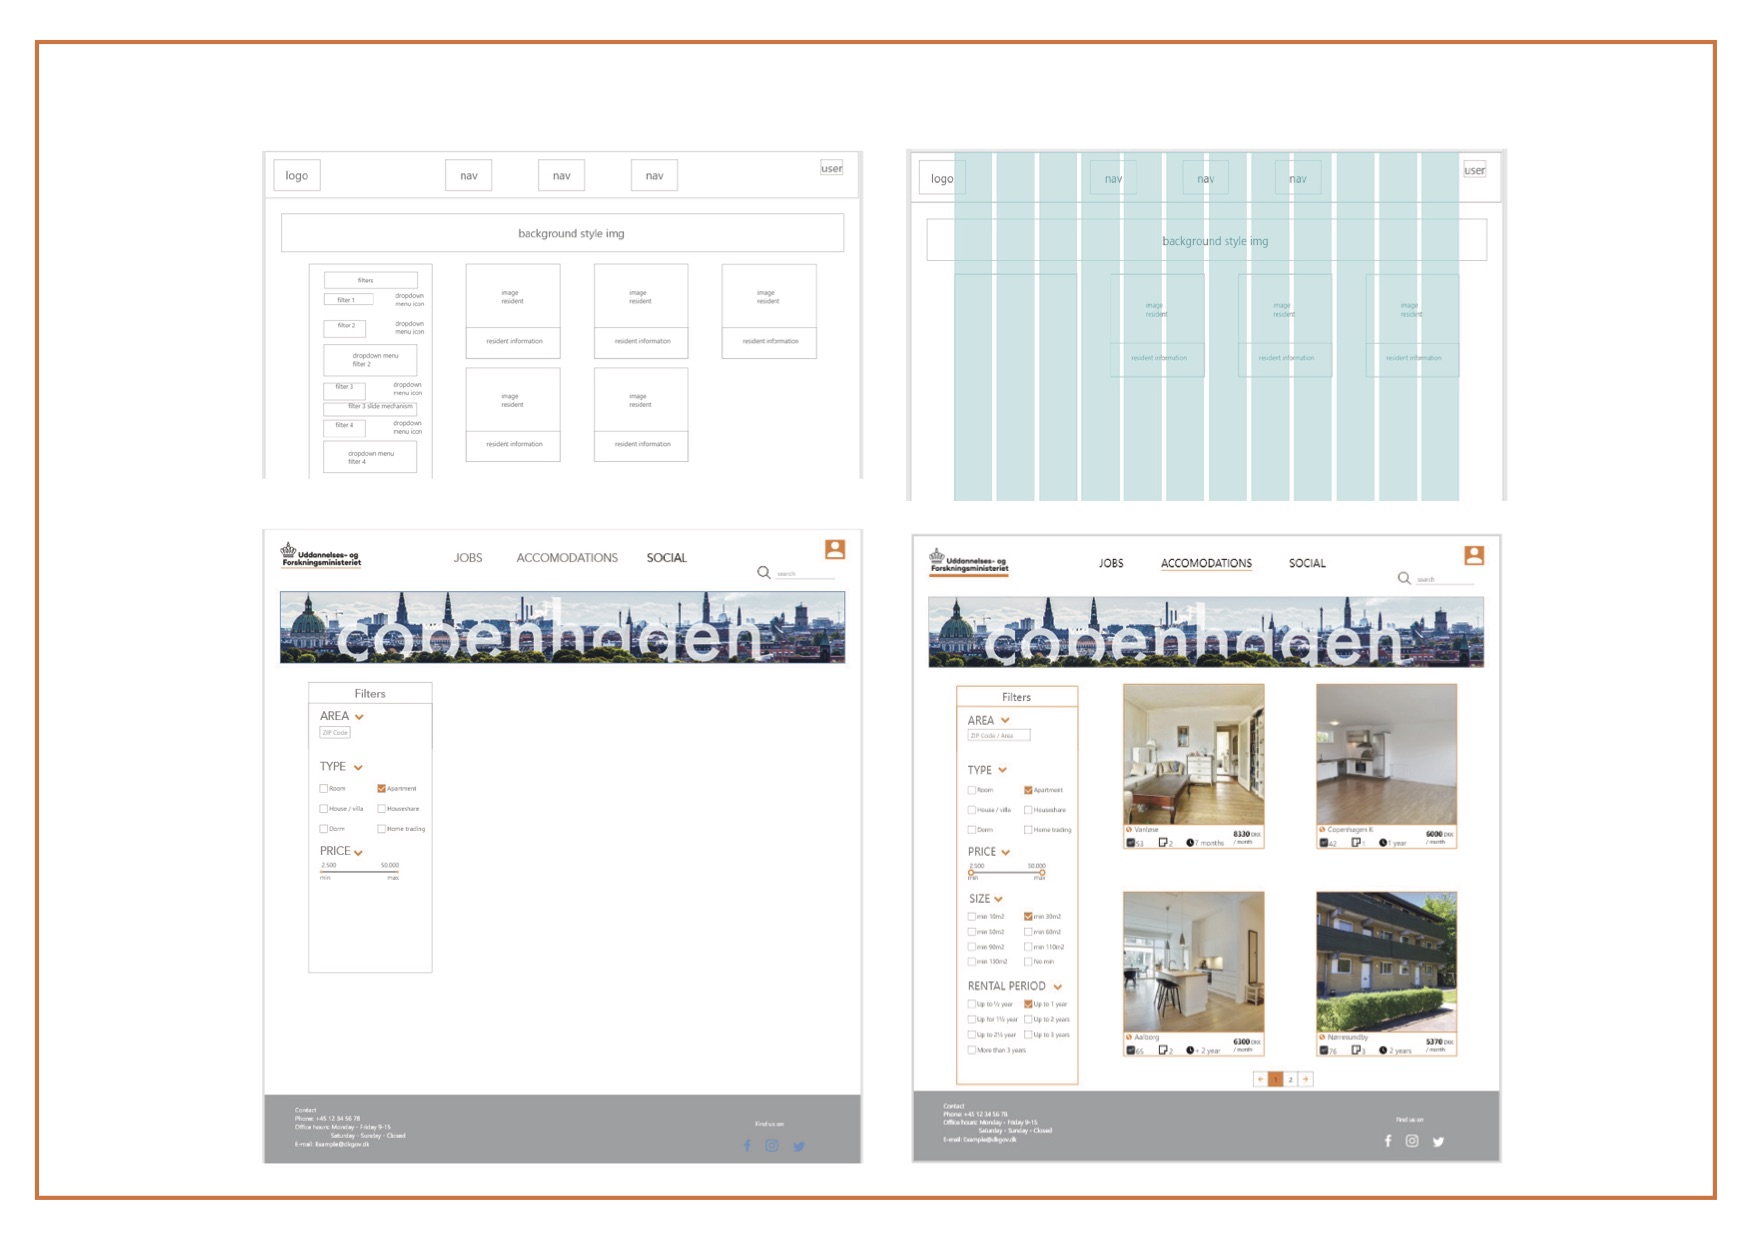 logo
nav
nav
nav
user
background style img
filters
filter 1
dropdown
menu icon
filter 2
dropdown
menu icon
dropdown menu
filter 2
filter 3
dropdown
menu icon
filter 3 slide mechanism
filter 4
dropdown
menu icon
dropdown menu
filter 4
image
resident
resident information
image
resident
resident information
image
resident
resident information
image
resident
resident information
image
resident
resident information
logo
nav
nav
nav
user
background style img
image
resident
resident information
image
resident
resident information
image
resident
resident information
Uddannelses- og
Forskningsministeriet
JOBS
ACCOMODATIONS
SOCIAL
search
copenhagen
Filters
AREA
ZIP Code
TYPE
Room
Apartment
House / villa
Houseshare
Dorm
Home trading
PRICE
2.500
50.000
min
max
Contact
Phone: +45 12 34 56 78
Office hours: Monday - Friday 9-15
Saturday - Sunday - Closed
E-mail: Example@dkgov.dk
Find us on
Uddannelses- og
Forskningsministeriet
JOBS
ACCOMODATIONS
SOCIAL
search
copenhagen
Filters
AREA
ZIP Code / Area
TYPE
Room
Apartment
House / villa
Houseshare
Dorm
Home trading
PRICE
2.500
50.000
min
max
SIZE
min 10m2
min 30m2
min 50m2
min 60m2
min 90m2
min 110m2
min 130m2
No min
RENTAL PERIOD
Up to ½ year
Up to 1 year
Up for 1½ year
Up to 2 years
Up to 2½ year
Up to 3 years
More than 3 years
Vanløse
8330 DKK
/ month
53
2
7 months
Copenhagen K
6000 DKK
/ month
42
1
1 year
Aalborg
6300 DKK
/ month
65
2
+ 2 year
Nørresundby
5370 DKK
/ month
76
3
2 years
1
2
Contact
Phone: +45 12 34 56 78
Office hours: Monday - Friday 9-15
Saturday - Sunday - Closed
E-mail: Example@dkgov.dk
Find us on